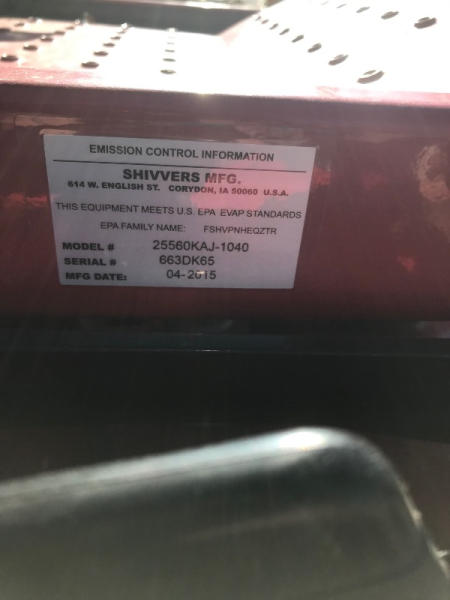 EMISSION CONTROL INFORMATION
SHIVVERS MFG.
614 W. ENGLISH ST. CORYDON, IA 50060 U.S.A.
THIS EQUIPMENT MEETS U.S. EPA EVAP STANDARDS
EPA FAMILY NAME: FSHVPNHEQZTR
MODEL # 25560KAJ-1040
SERIAL # 663DK65
MFG DATE: 04-2015